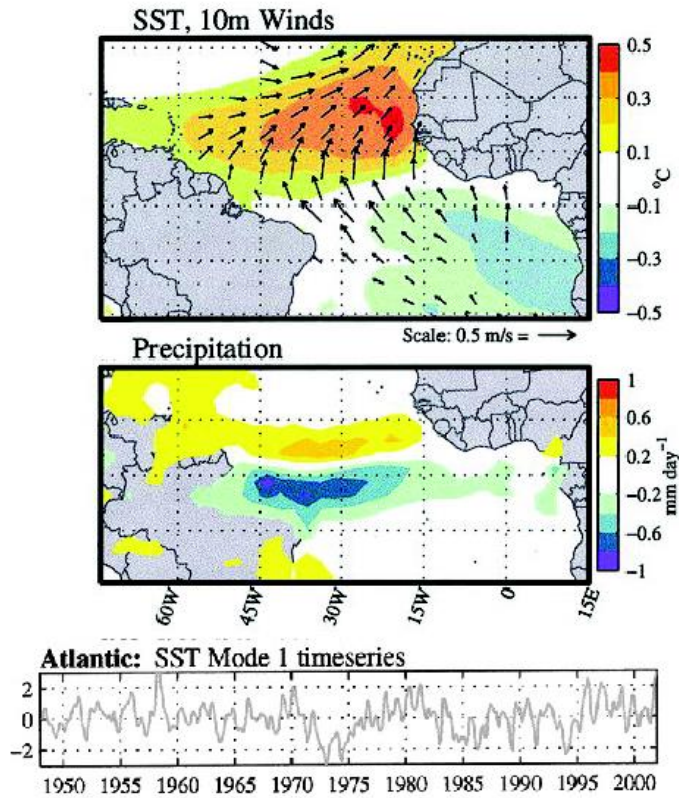 SST, 10m Winds
0.5
0.3
0.1
°C
−0.1
−0.3
−0.5
Scale: 0.5 m/s =
Precipitation
1
0.6
0.2
mm day⁻¹
−0.2
−0.6
−1
60W 45W 30W 15W 0 15E
Atlantic: SST Mode 1 timeseries
2
0
−2
1950 1955 1960 1965 1970 1975 1980 1985 1990 1995 2000